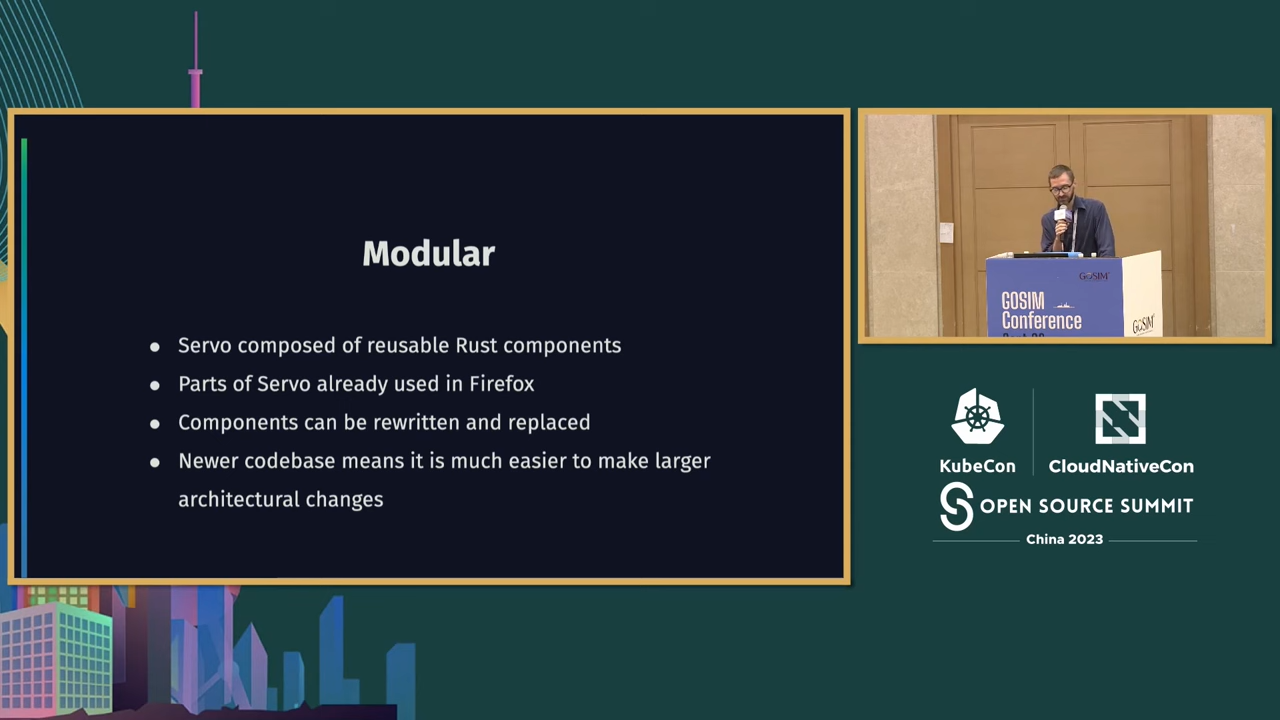 Modular
● Servo composed of reusable Rust components
● Parts of Servo already used in Firefox
● Components can be rewritten and replaced
● Newer codebase means it is much easier to make larger
architectural changes
GOSIM
GOSIM
Conference
GOSIM
KubeCon
CloudNativeCon
OPEN SOURCE SUMMIT
China 2023